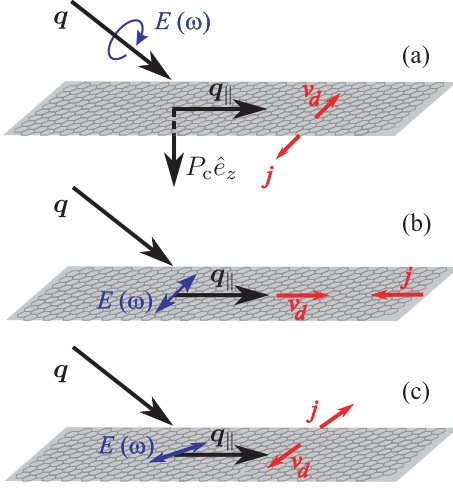 q E (ω)
(a)
q|| v_d
P_c ê_z j
q (b)
E (ω) q|| v_d j
q (c)
j
E (ω) q|| v_d